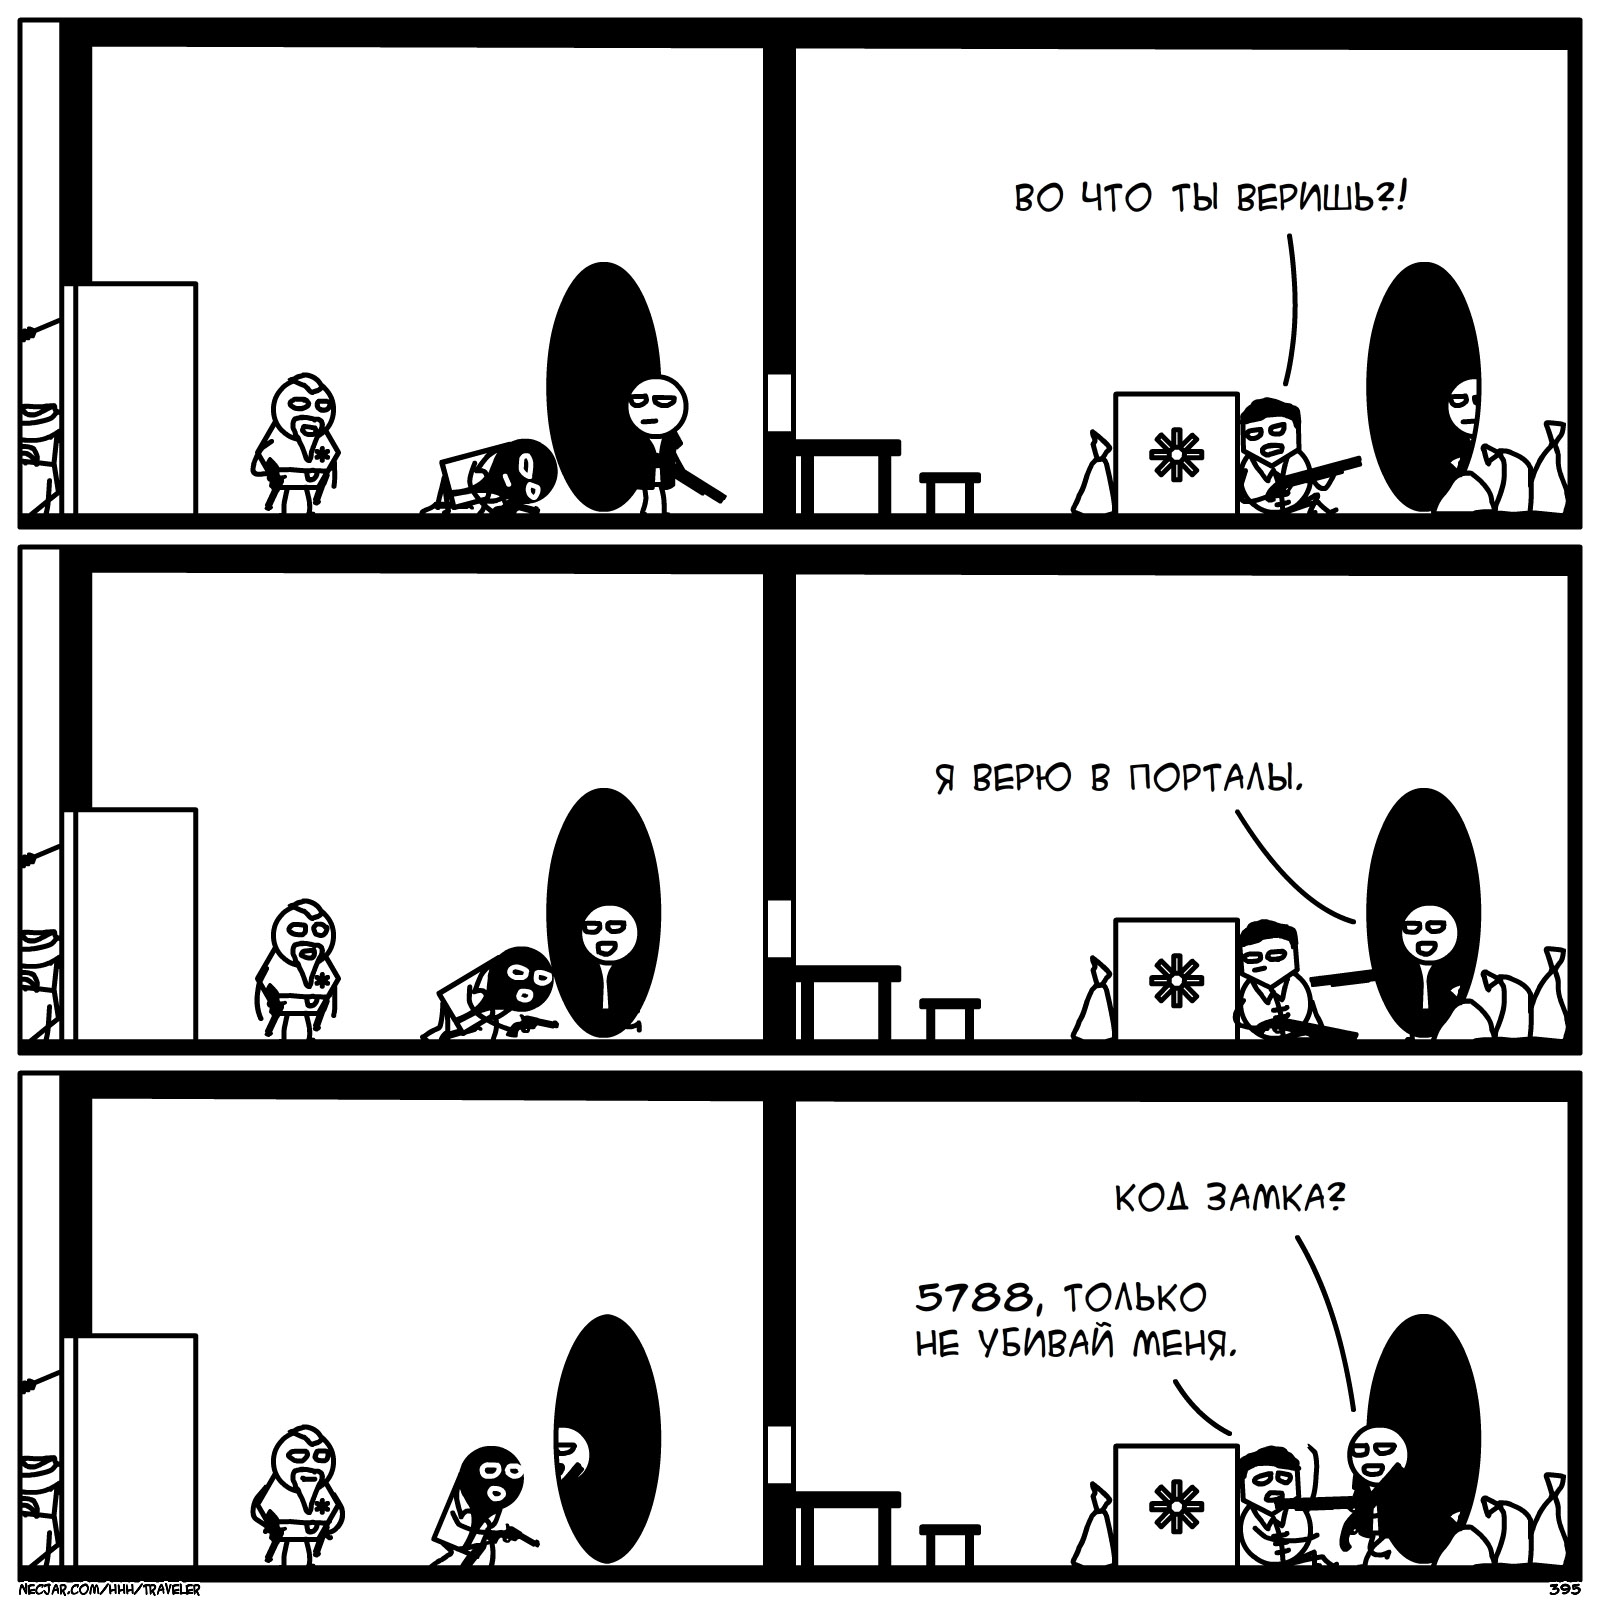 ВО ЧТО ТЫ ВЕРИШЬ?!
Я ВЕРЮ В ПОРТАЛЫ.
КОД ЗАМКА?
5788, ТОЛЬКО
НЕ УБИВАЙ МЕНЯ.
NECJAR.COM/HHH/TRAVELER
395